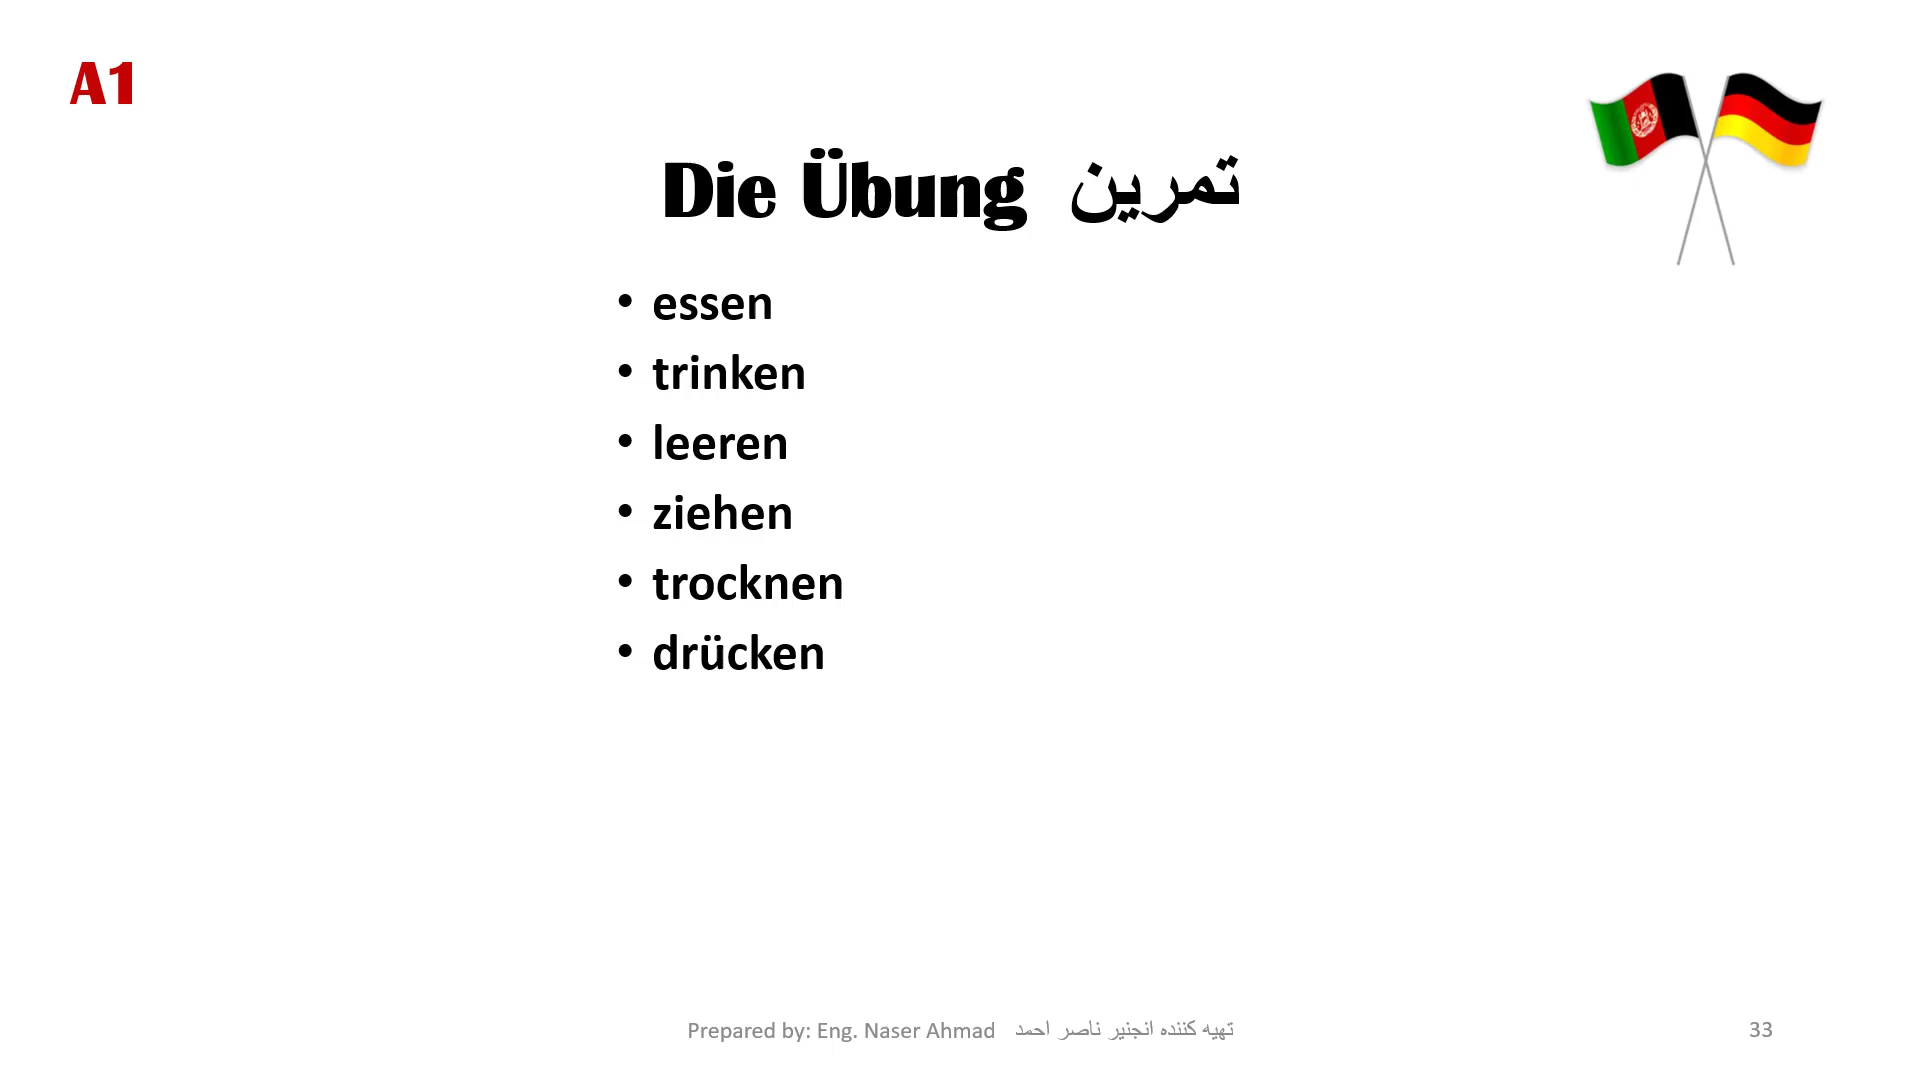 A1
Die Übung تمرین
• essen
• trinken
• leeren
• ziehen
• trocknen
• drücken
Prepared by: Eng. Naser Ahmad تهیه کننده انجنیر ناصر احمد
33